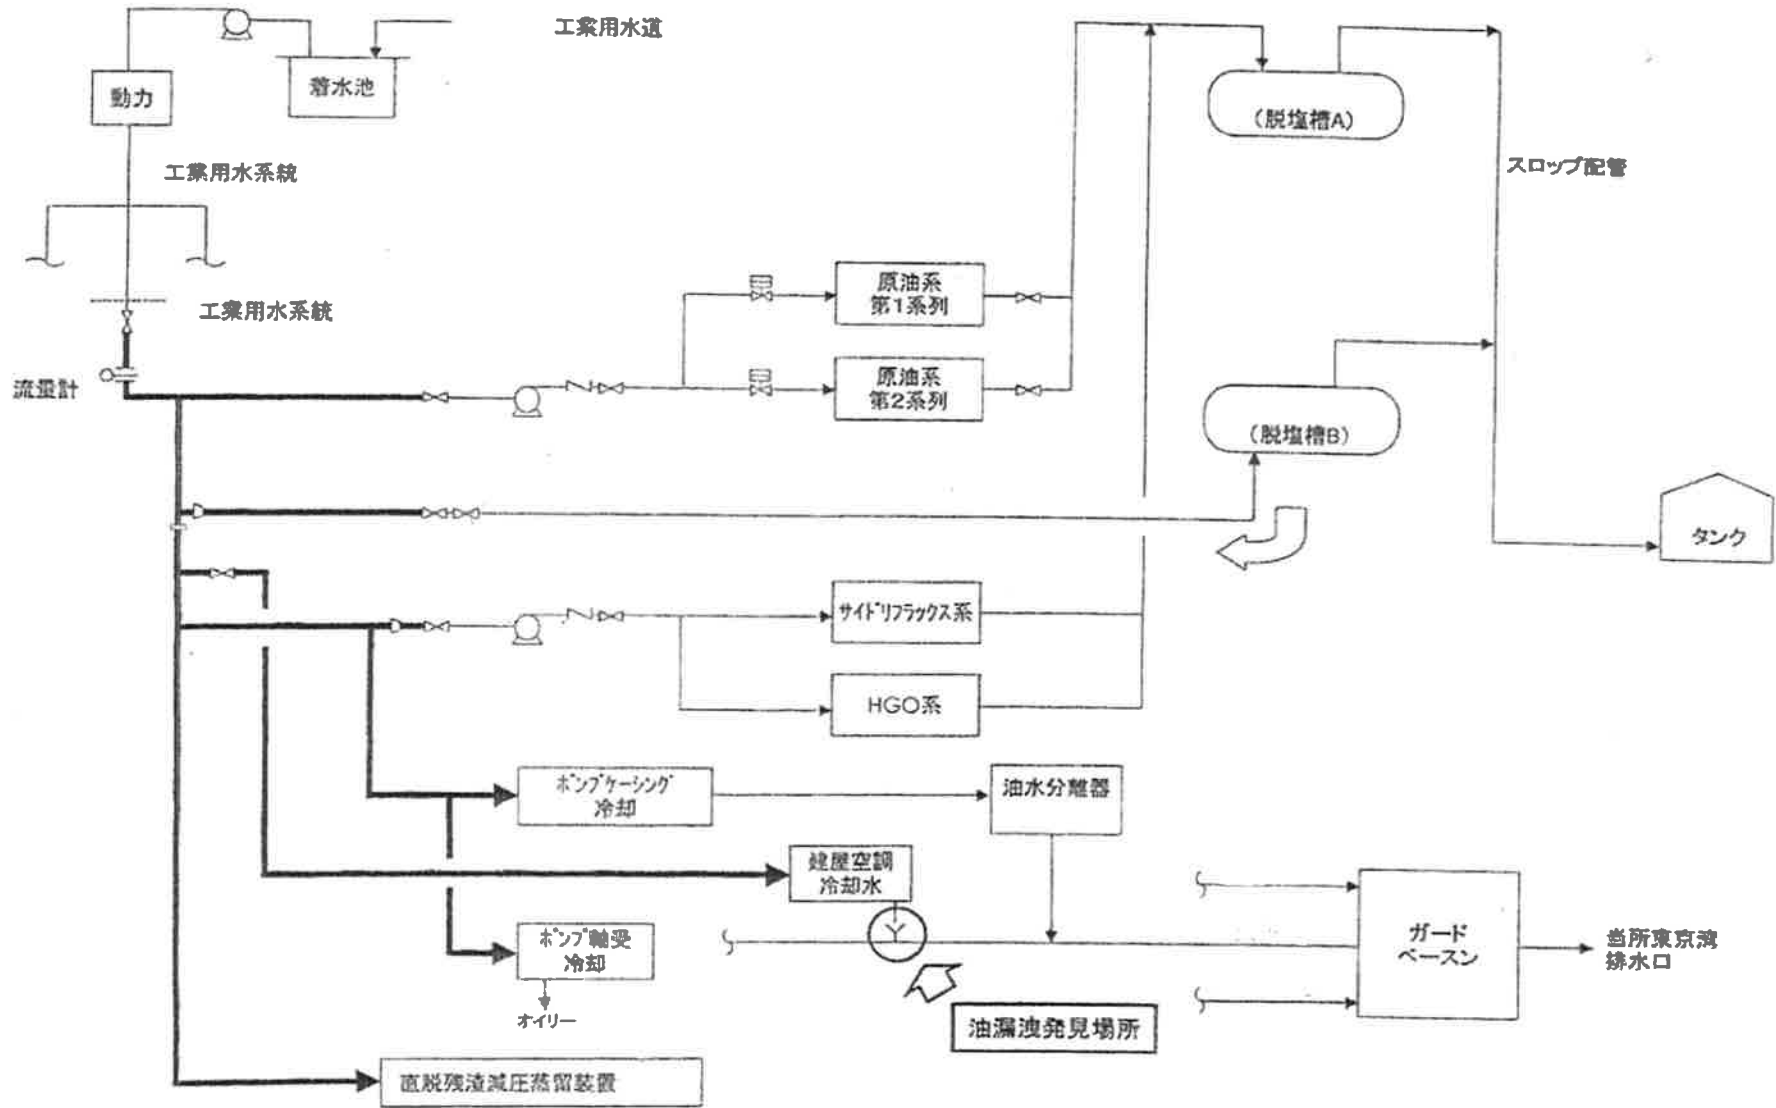 工業用水道
動力
着水池
(脱塩槽A)
工業用水系統
スロップ配管
工業用水系統
原油系
第1系列
流量計
原油系
第2系列
(脱塩槽B)
タンク
サイドリフラックス系
HGO系
ポンプケーシング
冷却
油水分離器
建屋空調
冷却水
Y
ポンプ軸受
冷却
オイリー
ガード
ベースン
当所東京湾
排水口
油漏洩発見場所
直脱残渣減圧蒸留装置